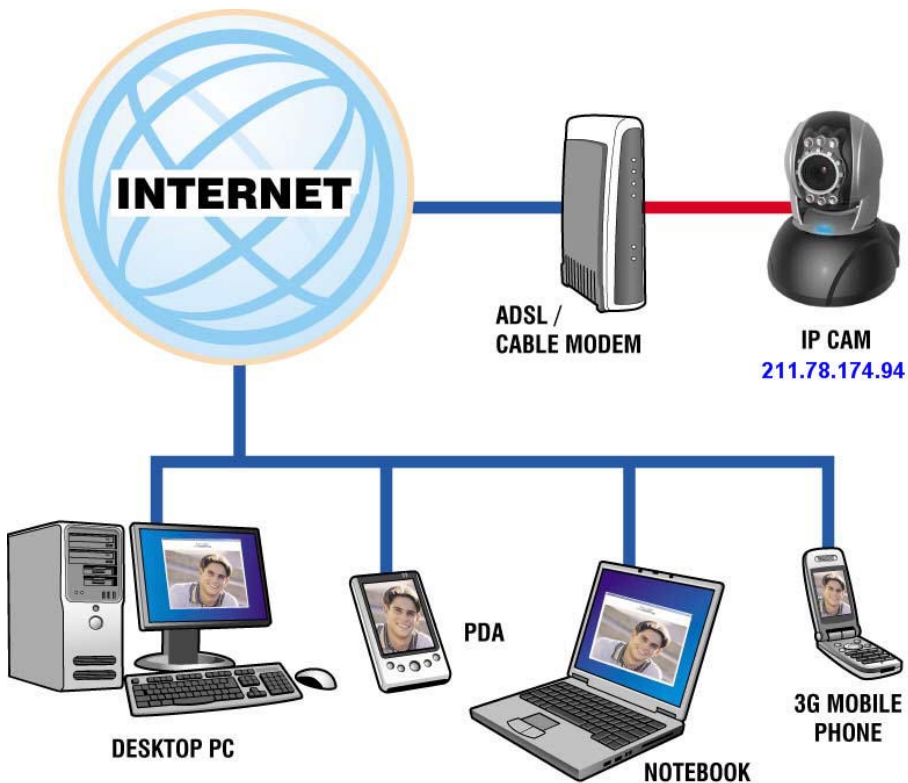 INTERNET
ADSL /
CABLE MODEM
IP CAM
211.78.174.94
PDA
DESKTOP PC
NOTEBOOK
3G MOBILE
PHONE